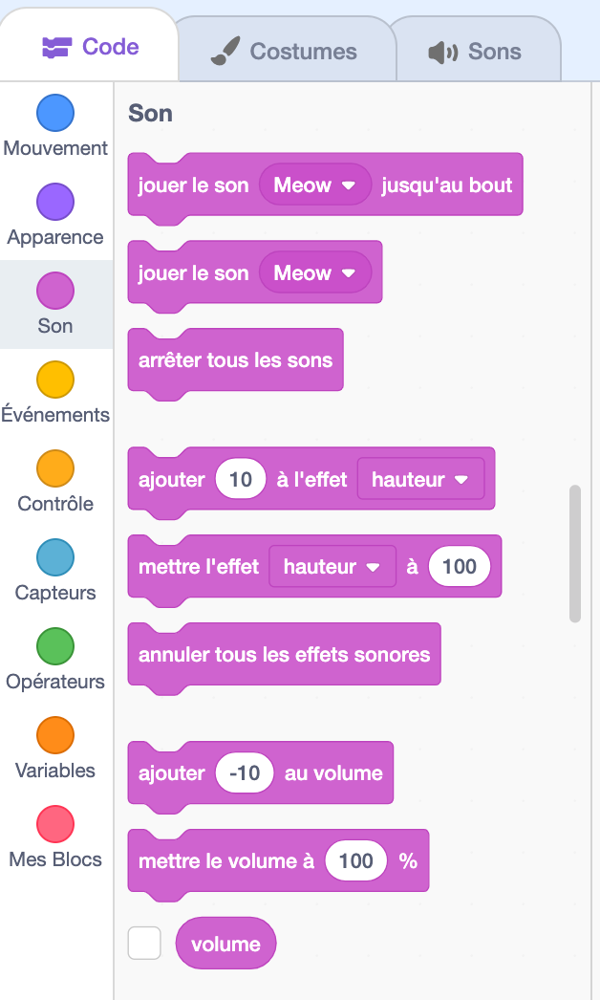 Code
Costumes
Sons
Mouvement
Apparence
Son
Événements
Contrôle
Capteurs
Opérateurs
Variables
Mes Blocs
Son
jouer le son Meow jusqu'au bout
jouer le son Meow
arrêter tous les sons
ajouter 10 à l'effet hauteur
mettre l'effet hauteur à 100
annuler tous les effets sonores
ajouter -10 au volume
mettre le volume à 100 %
volume